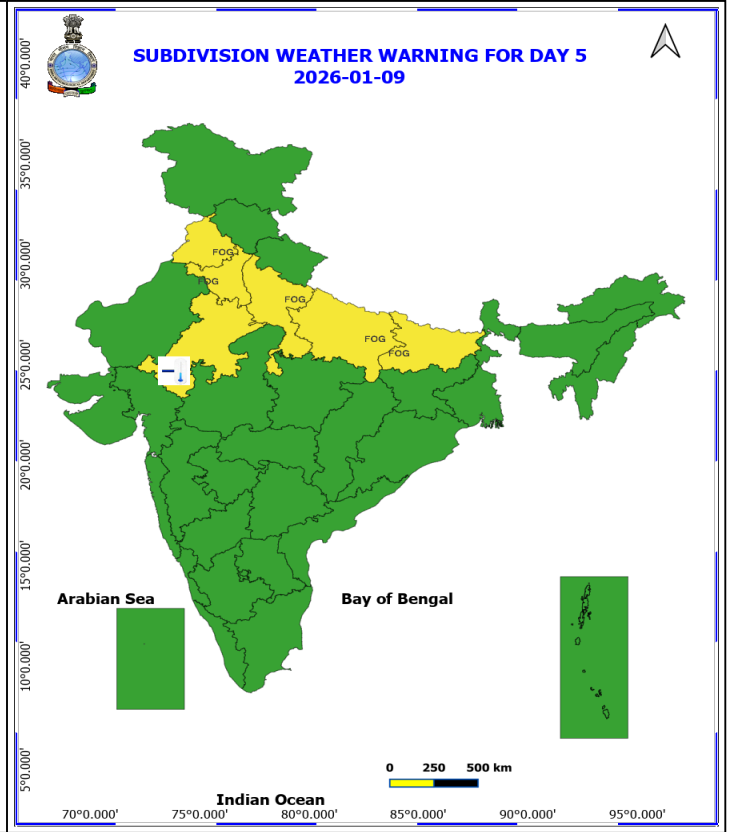 SUBDIVISION WEATHER WARNING FOR DAY 5
2026-01-09
40°0.000'
35°0.000'
30°0.000'
25°0.000'
20°0.000'
15°0.000'
10°0.000'
5°0.000'
FOG
FOG
FOG
FOG
FOG
Arabian Sea
Bay of Bengal
0 250 500 km
Indian Ocean
70°0.000' 75°0.000' 80°0.000' 85°0.000' 90°0.000' 95°0.000'